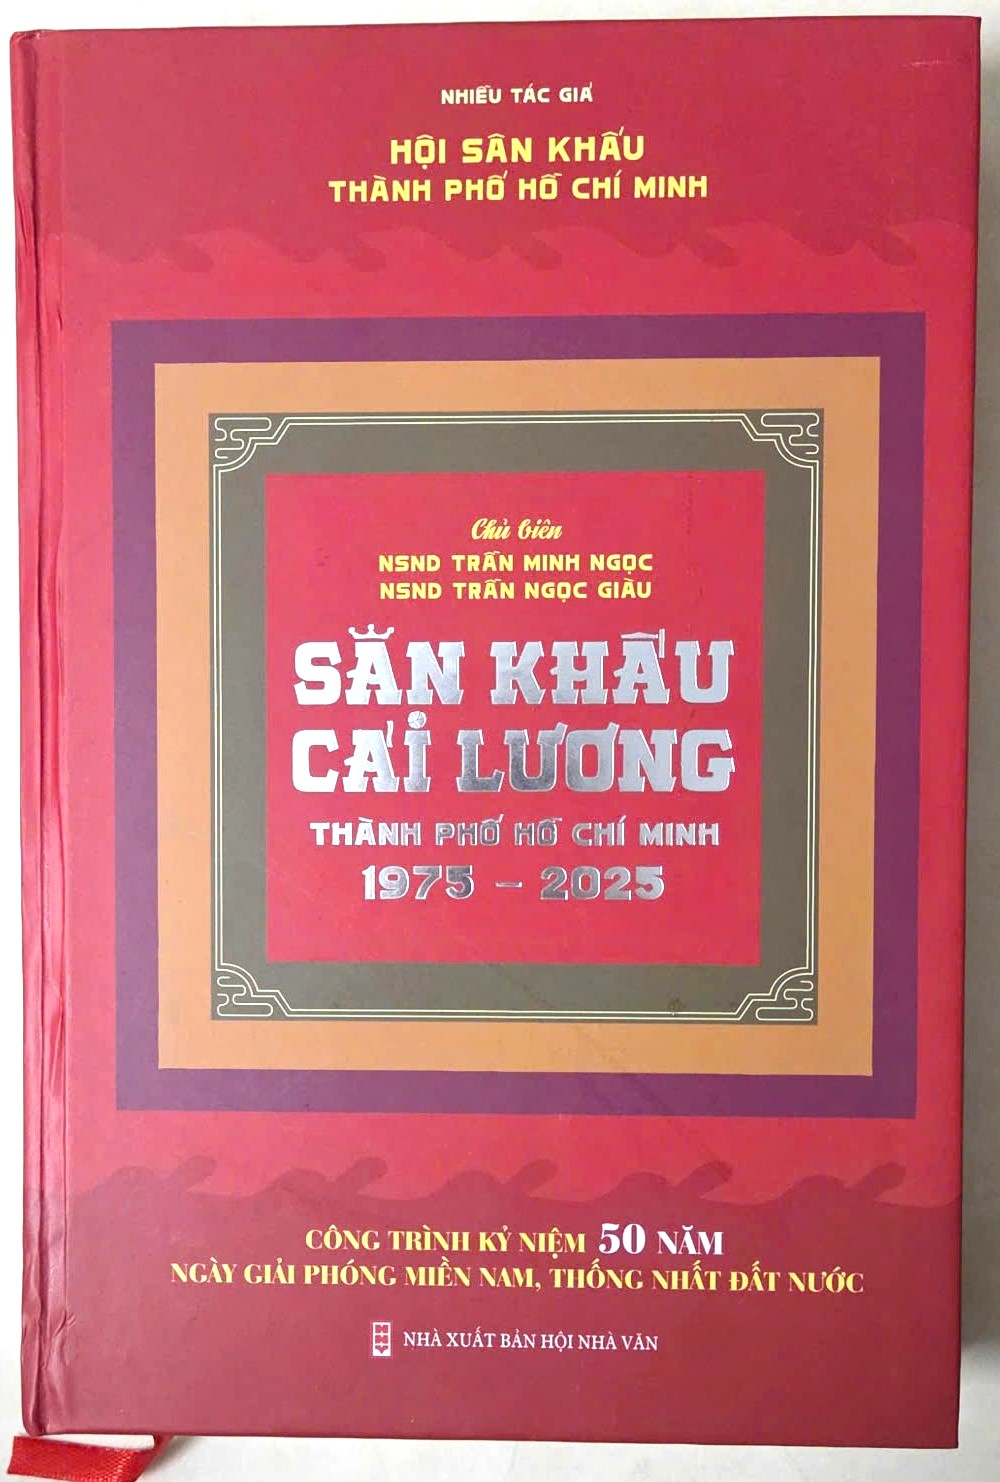 NHIỀU TÁC GIẢ
HỘI SÂN KHẤU
THÀNH PHỐ HỒ CHÍ MINH
Chủ biên
NSND TRẦN MINH NGỌC
NSND TRẦN NGỌC GIÀU
SÂN KHẤU
CẢI LƯƠNG
THÀNH PHỐ HỒ CHÍ MINH
1975 - 2025
CÔNG TRÌNH KỶ NIỆM 50 NĂM
NGÀY GIẢI PHÓNG MIỀN NAM, THỐNG NHẤT ĐẤT NƯỚC
NHÀ XUẤT BẢN HỘI NHÀ VĂN